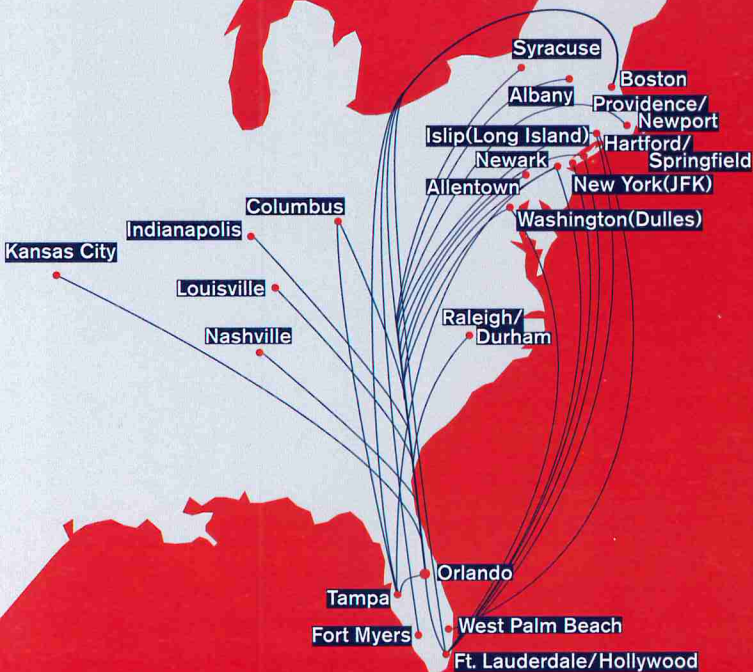 Syracuse
Boston
Albany
Providence/
Newport
Islip(Long Island)
Hartford/
Springfield
Newark
Allentown
New York(JFK)
Columbus
Washington(Dulles)
Indianapolis
Kansas City
Louisville
Raleigh/
Durham
Nashville
Orlando
Tampa
West Palm Beach
Fort Myers
Ft. Lauderdale/Hollywood